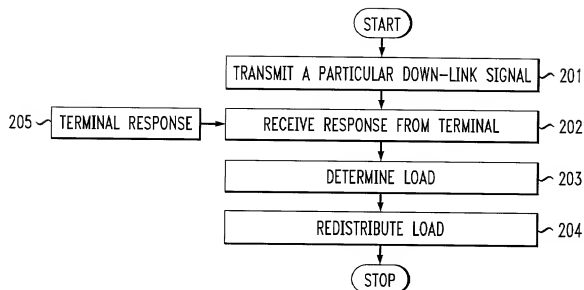 START
TRANSMIT A PARTICULAR DOWN-LINK SIGNAL 201
205 TERMINAL RESPONSE RECEIVE RESPONSE FROM TERMINAL 202
DETERMINE LOAD 203
REDISTRIBUTE LOAD 204
STOP